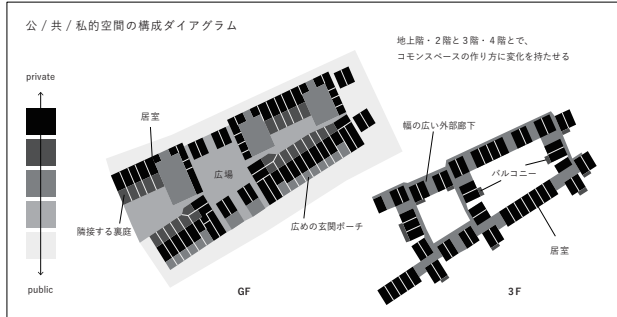 公 / 共 / 私的空間の構成ダイアグラム
地上階・２階と３階・４階とで、
コモンスペースの作り方に変化を持たせる
private
居室
幅の広い外部廊下
広場
バルコニー
隣接する裏庭
広めの玄関ポーチ
居室
public
GF
3F